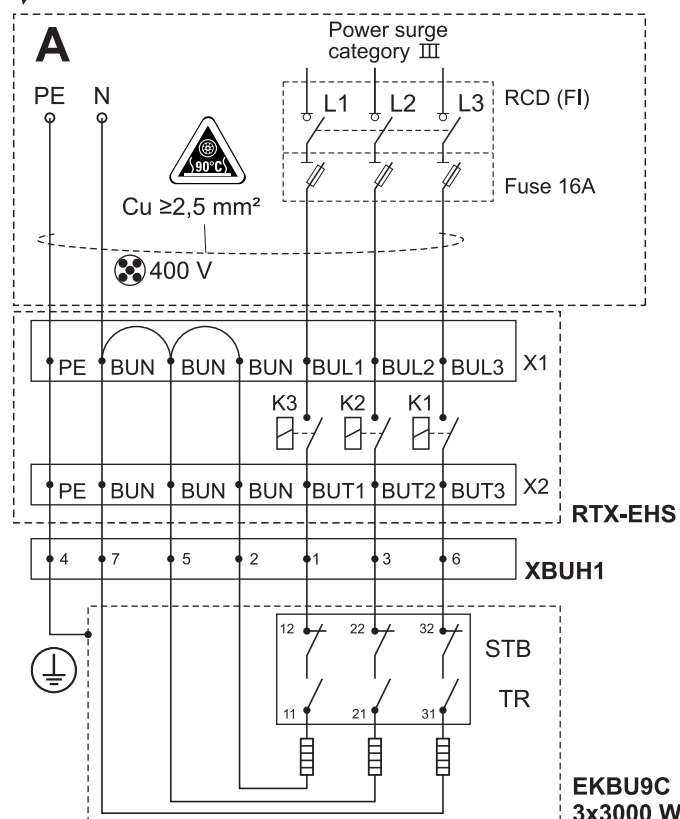 A
Power surge
category III
PE N
L1 L2 L3 RCD (FI)
90°C
Fuse 16A
Cu ≥2,5 mm²
400 V
PE BUN BUN BUN BUL1 BUL2 BUL3 X1
K3 K2 K1
PE BUN BUN BUN BUT1 BUT2 BUT3 X2
RTX-EHS
4 7 5 2 1 3 6
XBUH1
12 22 32
STB
TR
11 21 31
EKBU9C
3x3000 W